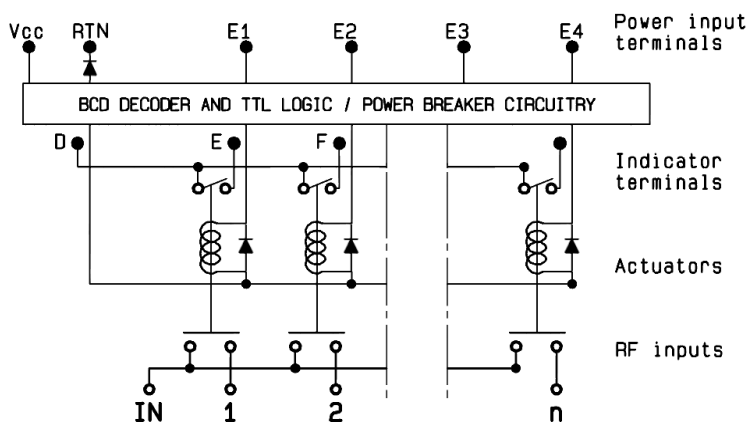 Vcc RTN E1 E2 E3 E4 Power input
terminals
BCD DECODER AND TTL LOGIC / POWER BREAKER CIRCUITRY
D E F
Indicator
terminals
Actuators
RF inputs
IN 1 2 n